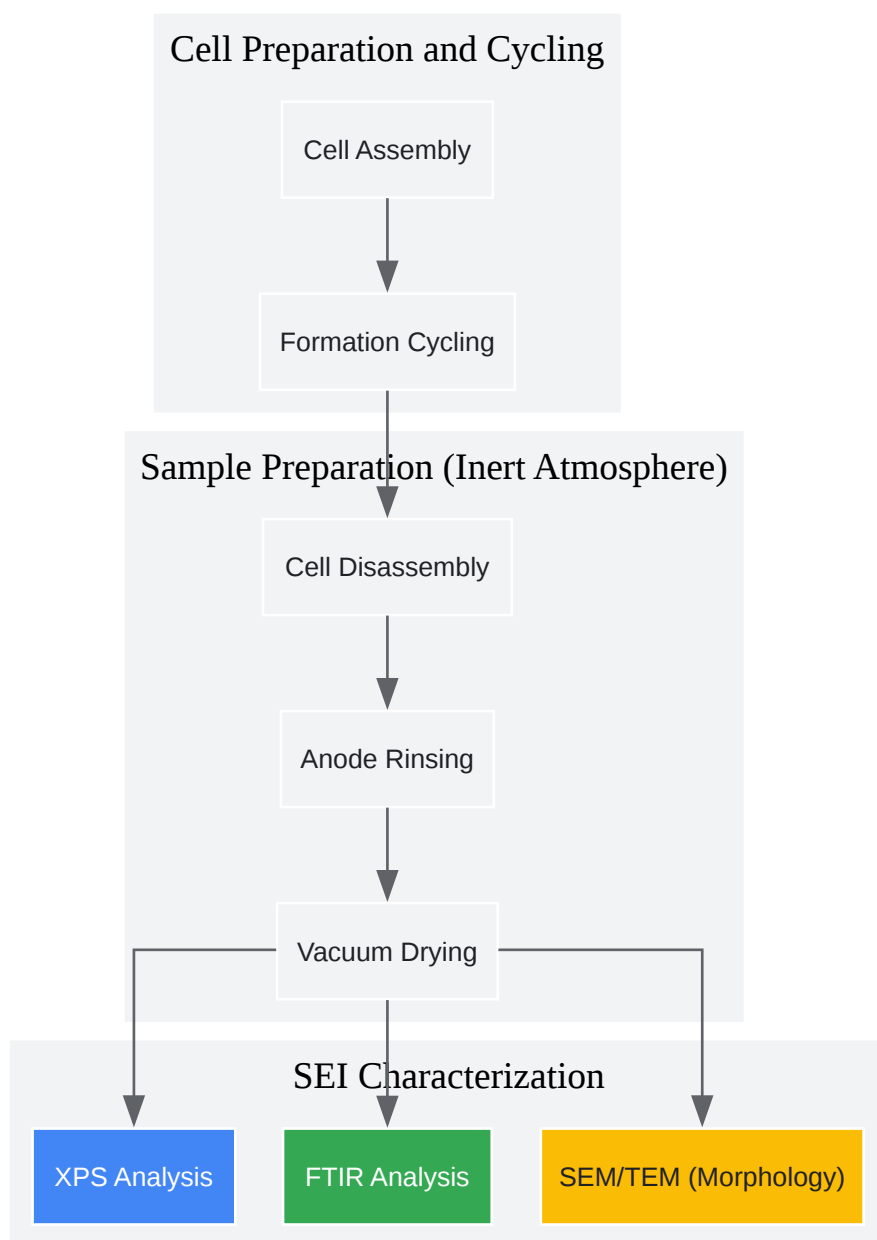 Cell Preparation and Cycling
Cell Assembly
Formation Cycling
Sample Preparation (Inert Atmosphere)
Cell Disassembly
Anode Rinsing
Vacuum Drying
SEI Characterization
XPS Analysis
FTIR Analysis
SEM/TEM (Morphology)